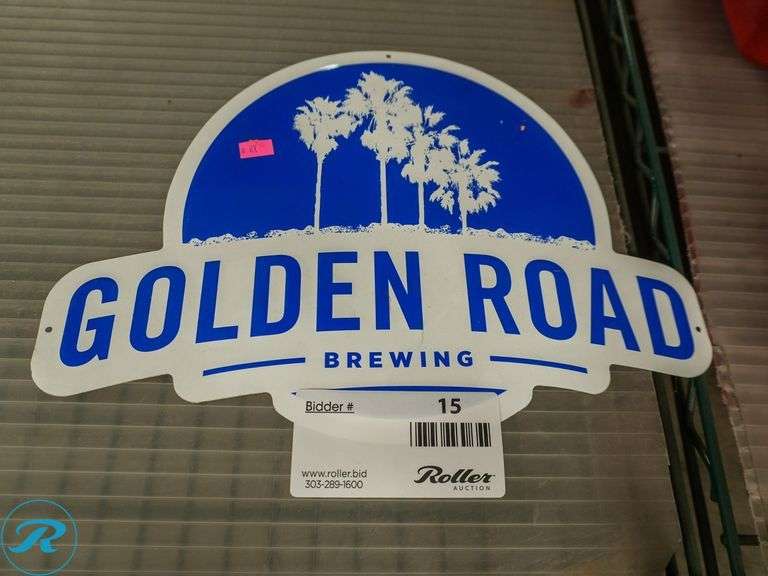 GOLDEN ROAD
BREWING
Bidder # 15
www.roller.bid
303-289-1600
Roller
AUCTION
R